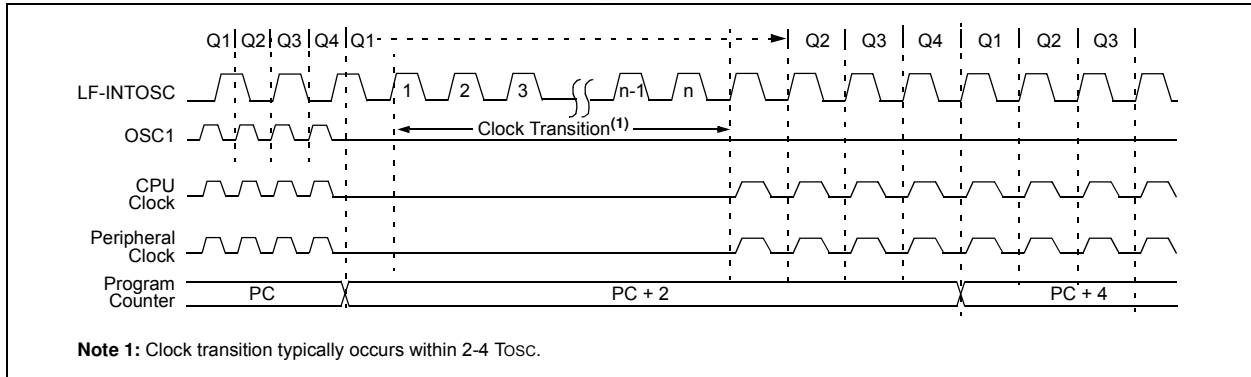 Q1 Q2 Q3 Q4 Q1 Q2 Q3 Q4 Q1 Q2 Q3
LF-INTOSC
1 2 3 n-1 n
Clock Transition(1)
OSC1
CPU
Clock
Peripheral
Clock
Program
Counter
PC PC + 2 PC + 4
Note 1: Clock transition typically occurs within 2-4 TOSC.